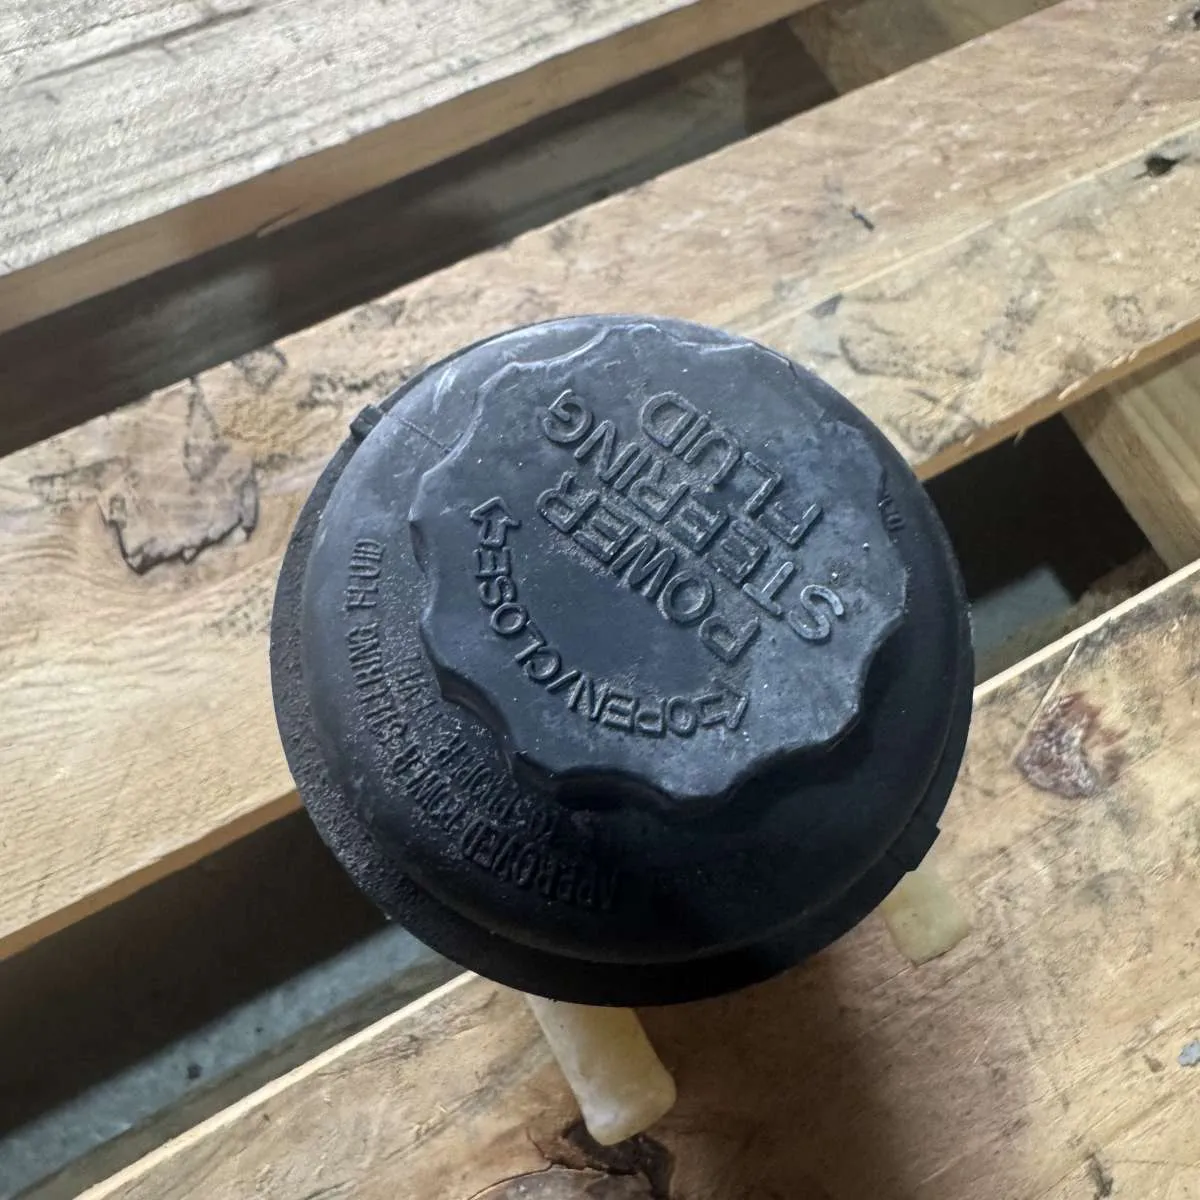 POWER
STEERING
FLUID
OPEN/CLOSE
APPROVED POWER STEERING FLUID